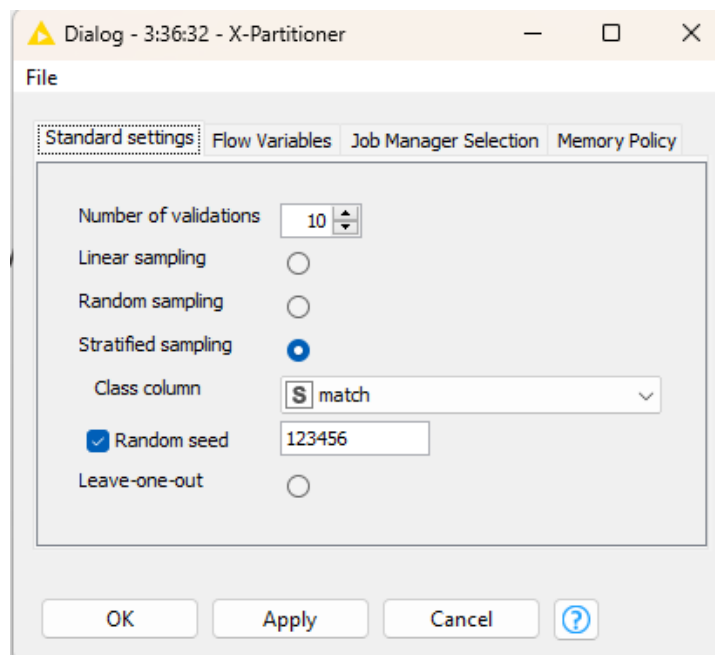 Dialog - 3:36:32 - X-Partitioner
File
Standard settings Flow Variables Job Manager Selection Memory Policy
Number of validations 10
Linear sampling
Random sampling
Stratified sampling
Class column S match
Random seed 123456
Leave-one-out
OK Apply Cancel ?